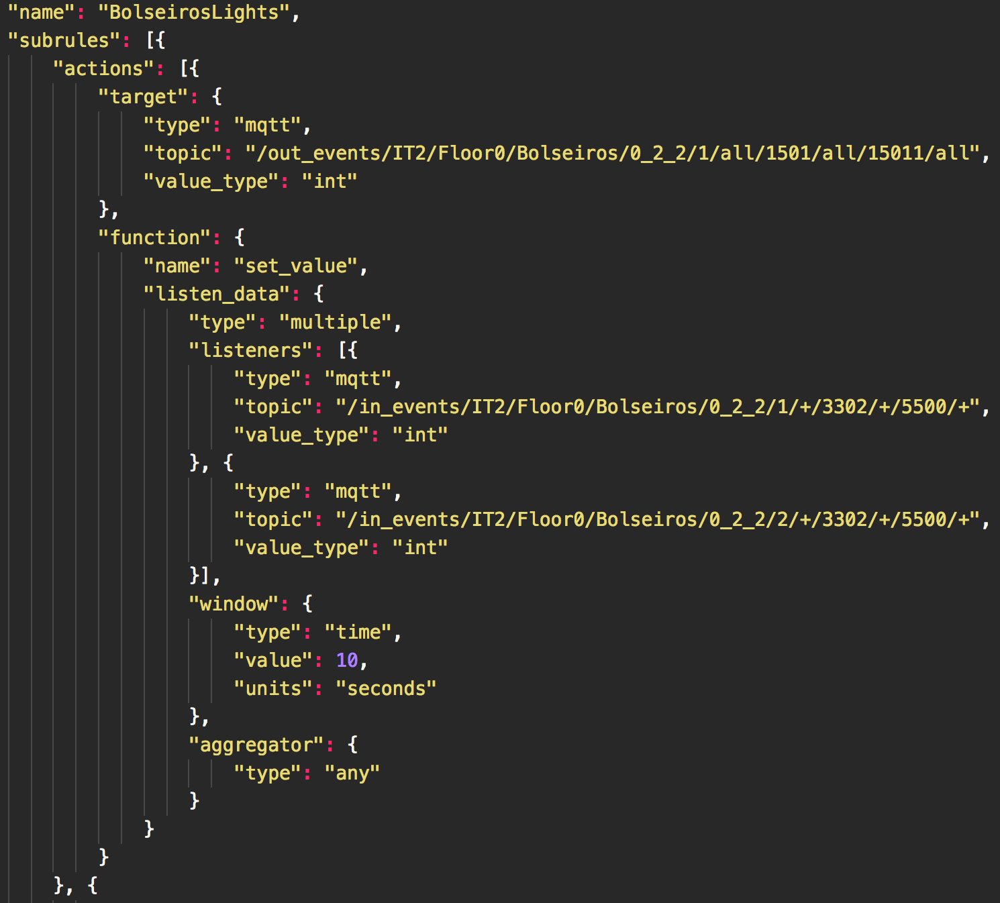 "name": "BolseirosLights",
"subrules": [{
"actions": [{
"target": {
"type": "mqtt",
"topic": "/out_events/IT2/Floor0/Bolseiros/0_2_2/1/all/1501/all/15011/all",
"value_type": "int"
},
"function": {
"name": "set_value",
"listen_data": {
"type": "multiple",
"listeners": [{
"type": "mqtt",
"topic": "/in_events/IT2/Floor0/Bolseiros/0_2_2/1/+/3302/+/5500/+",
"value_type": "int"
}, {
"type": "mqtt",
"topic": "/in_events/IT2/Floor0/Bolseiros/0_2_2/2/+/3302/+/5500/+",
"value_type": "int"
}],
"window": {
"type": "time",
"value": 10,
"units": "seconds"
},
"aggregator": {
"type": "any"
}
}
}
}, {